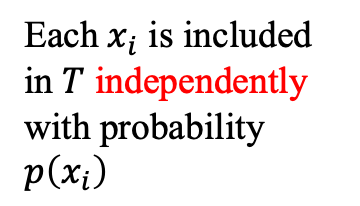 Each xᵢ is included
in T independently
with probability
p(xᵢ)